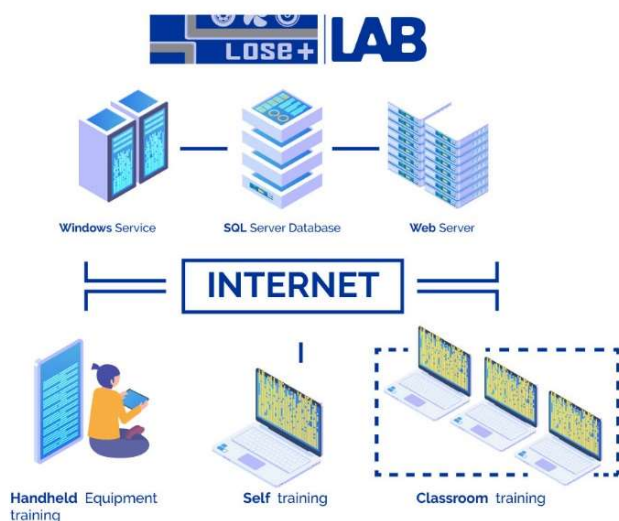 LOSE+ LAB
Windows Service
SQL Server Database
Web Server
INTERNET
Handheld Equipment
training
Self training
Classroom training